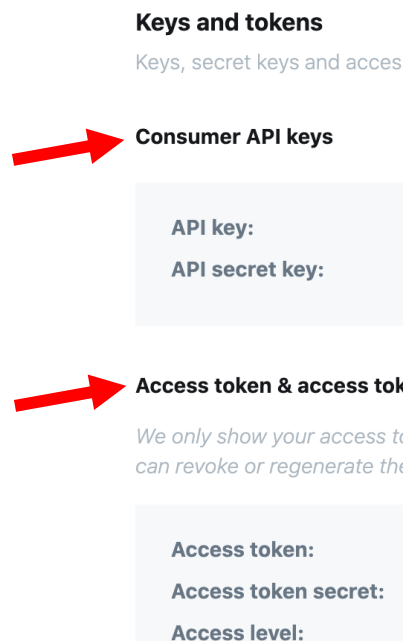 Keys and tokens
Keys, secret keys and acces
Consumer API keys
API key:
API secret key:
Access token & access tok
We only show your access to
can revoke or regenerate the
Access token:
Access token secret:
Access level: